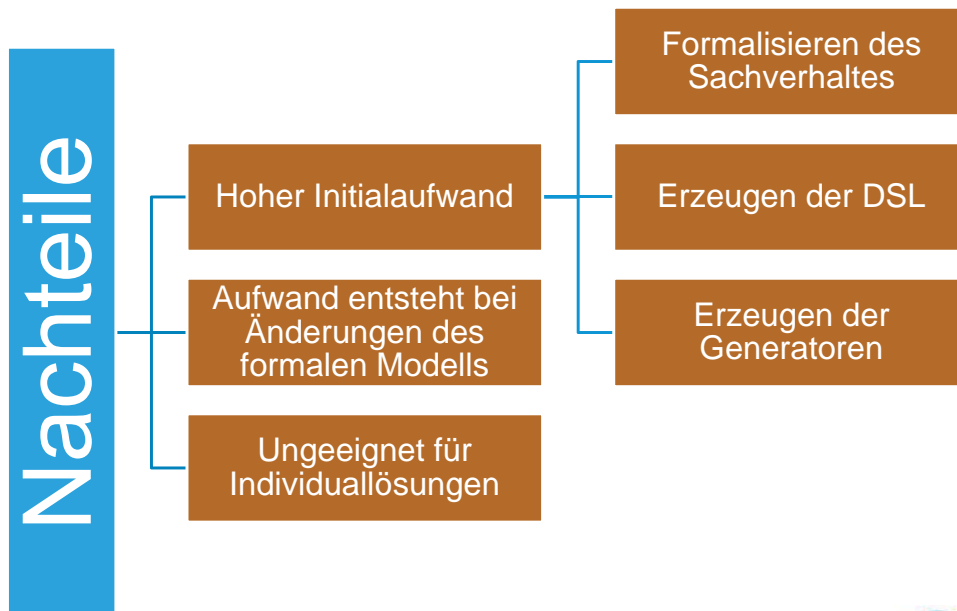 Nachteile
Hoher Initialaufwand
Aufwand entsteht bei
Änderungen des
formalen Modells
Ungeeignet für
Individuallösungen
Formalisieren des
Sachverhaltes
Erzeugen der DSL
Erzeugen der
Generatoren